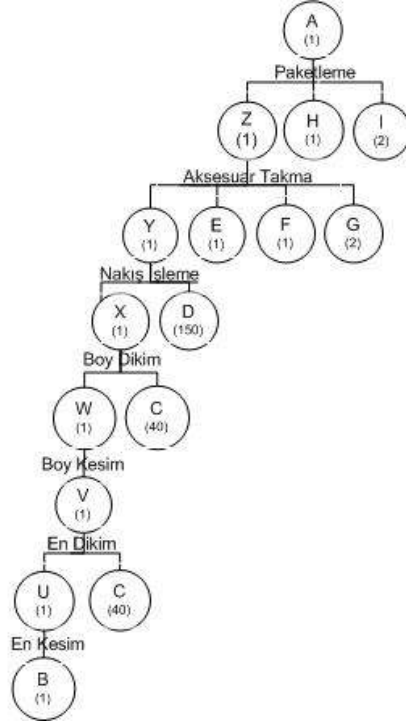 A
(1)
Paketleme
Z H I
(1) (1) (2)
Aksesuar Takma
Y E F G
(1) (1) (1) (2)
Nakış İşleme
X D
(1) (150)
Boy Dikim
W C
(1) (40)
Boy Kesim
V
(1)
En Dikim
U C
(1) (40)
En Kesim
B
(1)